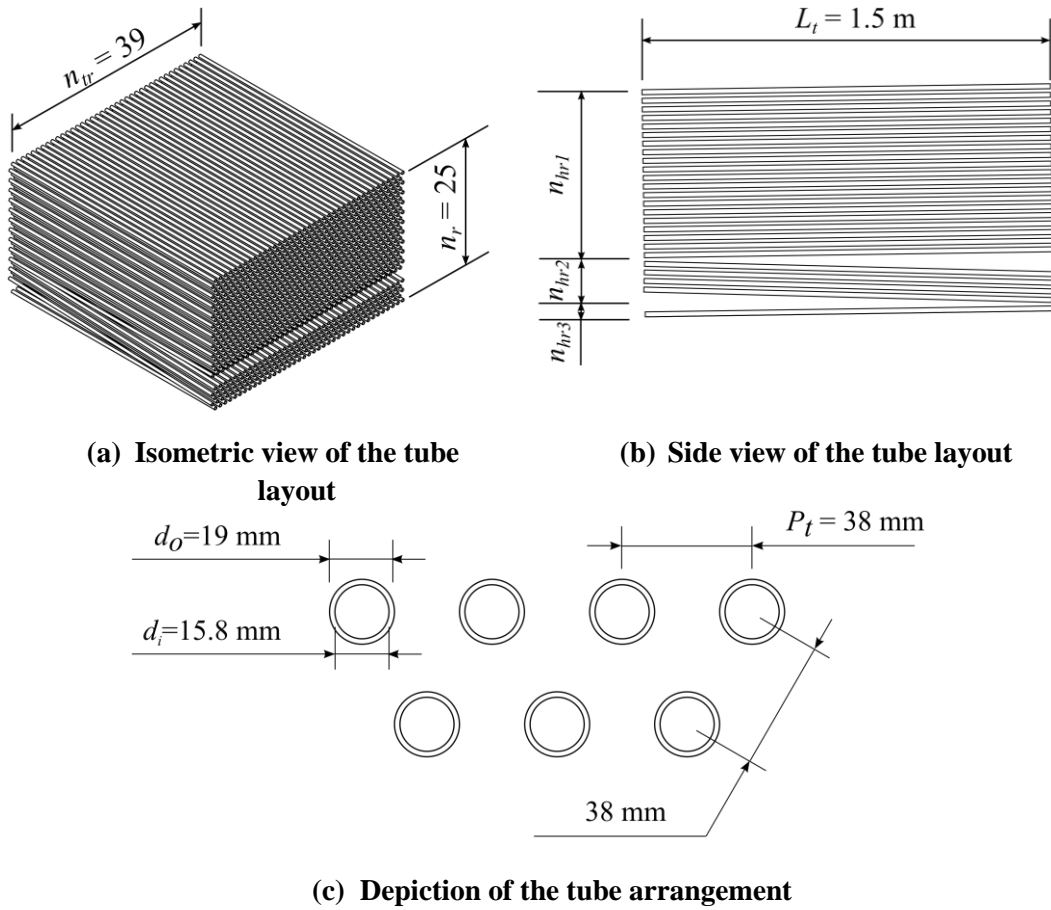 n_tr = 39
n_r = 25
(a) Isometric view of the tube
layout
L_t = 1.5 m
n_hr1
n_hr2
n_hr3
(b) Side view of the tube layout
d_o=19 mm
d_i=15.8 mm
P_t = 38 mm
38 mm
(c) Depiction of the tube arrangement